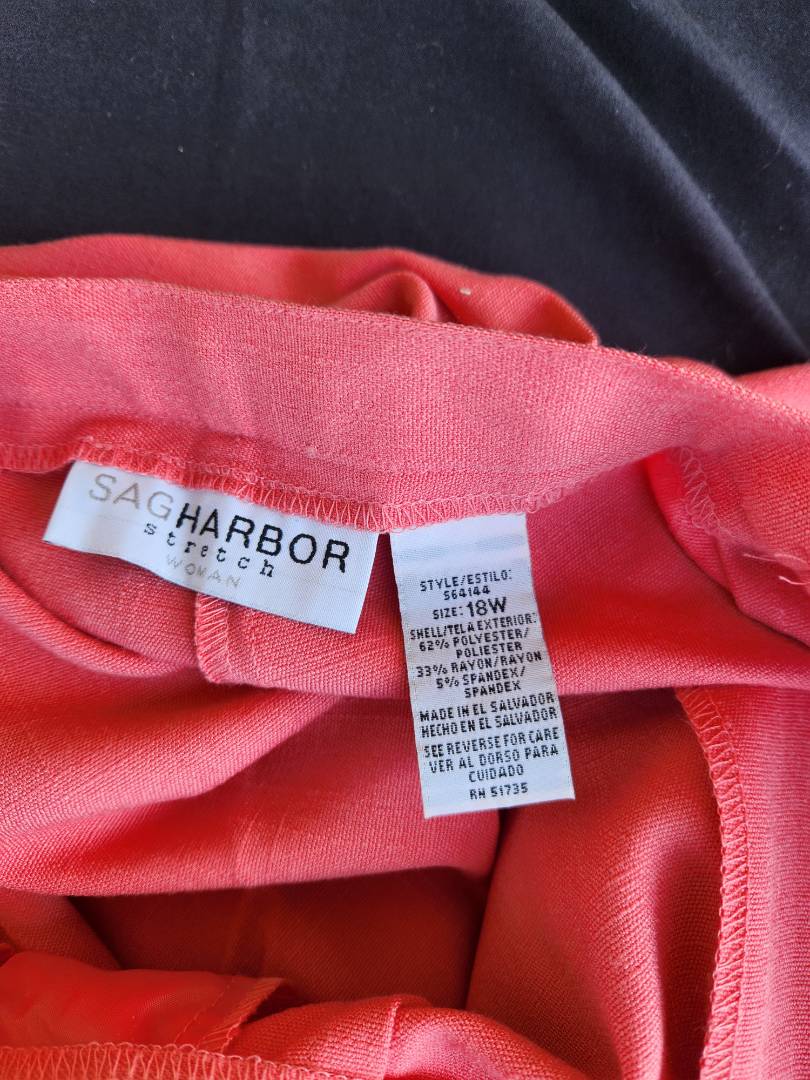 SAGHARBOR
stretch
WOMAN
STYLE/ESTILO:
S64144
SIZE: 18W
SHELL/TELA EXTERIOR:
62% POLYESTER/
POLIESTER
33% RAYON/RAYON
5% SPANDEX/
SPANDEX
MADE IN EL SALVADOR
HECHO EN EL SALVADOR
SEE REVERSE FOR CARE
VER AL DORSO PARA
CUIDADO
RN 51735